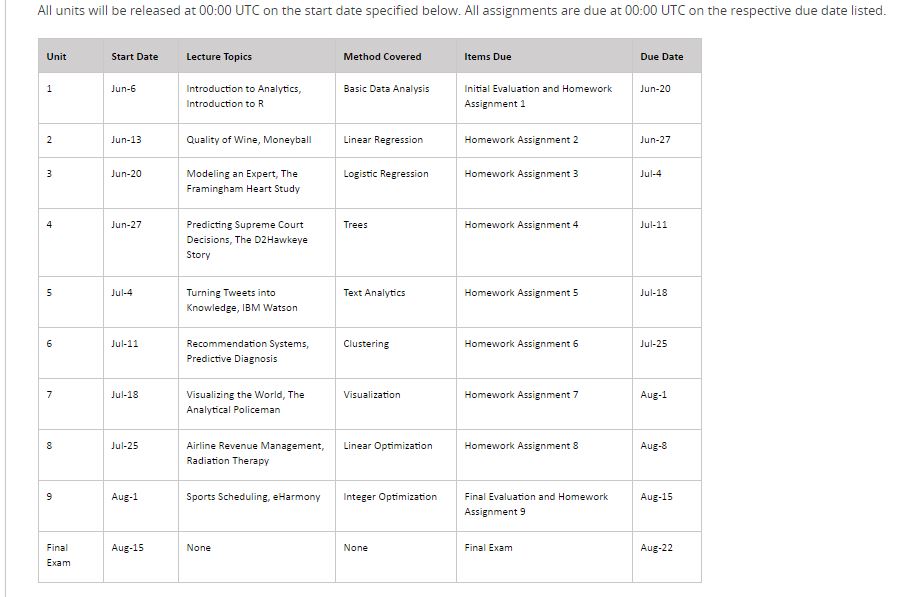 All units will be released at 00:00 UTC on the start date specified below. All assignments are due at 00:00 UTC on the respective due date listed.
Unit Start Date Lecture Topics Method Covered Items Due Due Date
1 Jun-6 Introduction to Analytics, Basic Data Analysis Initial Evaluation and Homework Jun-20
Introduction to R Assignment 1
2 Jun-13 Quality of Wine, Moneyball Linear Regression Homework Assignment 2 Jun-27
3 Jun-20 Modeling an Expert, The Logistic Regression Homework Assignment 3 Jul-4
Framingham Heart Study
4 Jun-27 Predicting Supreme Court Trees Homework Assignment 4 Jul-11
Decisions, The D2Hawkeye
Story
5 Jul-4 Turning Tweets into Text Analytics Homework Assignment 5 Jul-18
Knowledge, IBM Watson
6 Jul-11 Recommendation Systems, Clustering Homework Assignment 6 Jul-25
Predictive Diagnosis
7 Jul-18 Visualizing the World, The Visualization Homework Assignment 7 Aug-1
Analytical Policeman
8 Jul-25 Airline Revenue Management, Linear Optimization Homework Assignment 8 Aug-8
Radiation Therapy
9 Aug-1 Sports Scheduling, eHarmony Integer Optimization Final Evaluation and Homework Aug-15
Assignment 9
Final Aug-15 None None Final Exam Aug-22
Exam